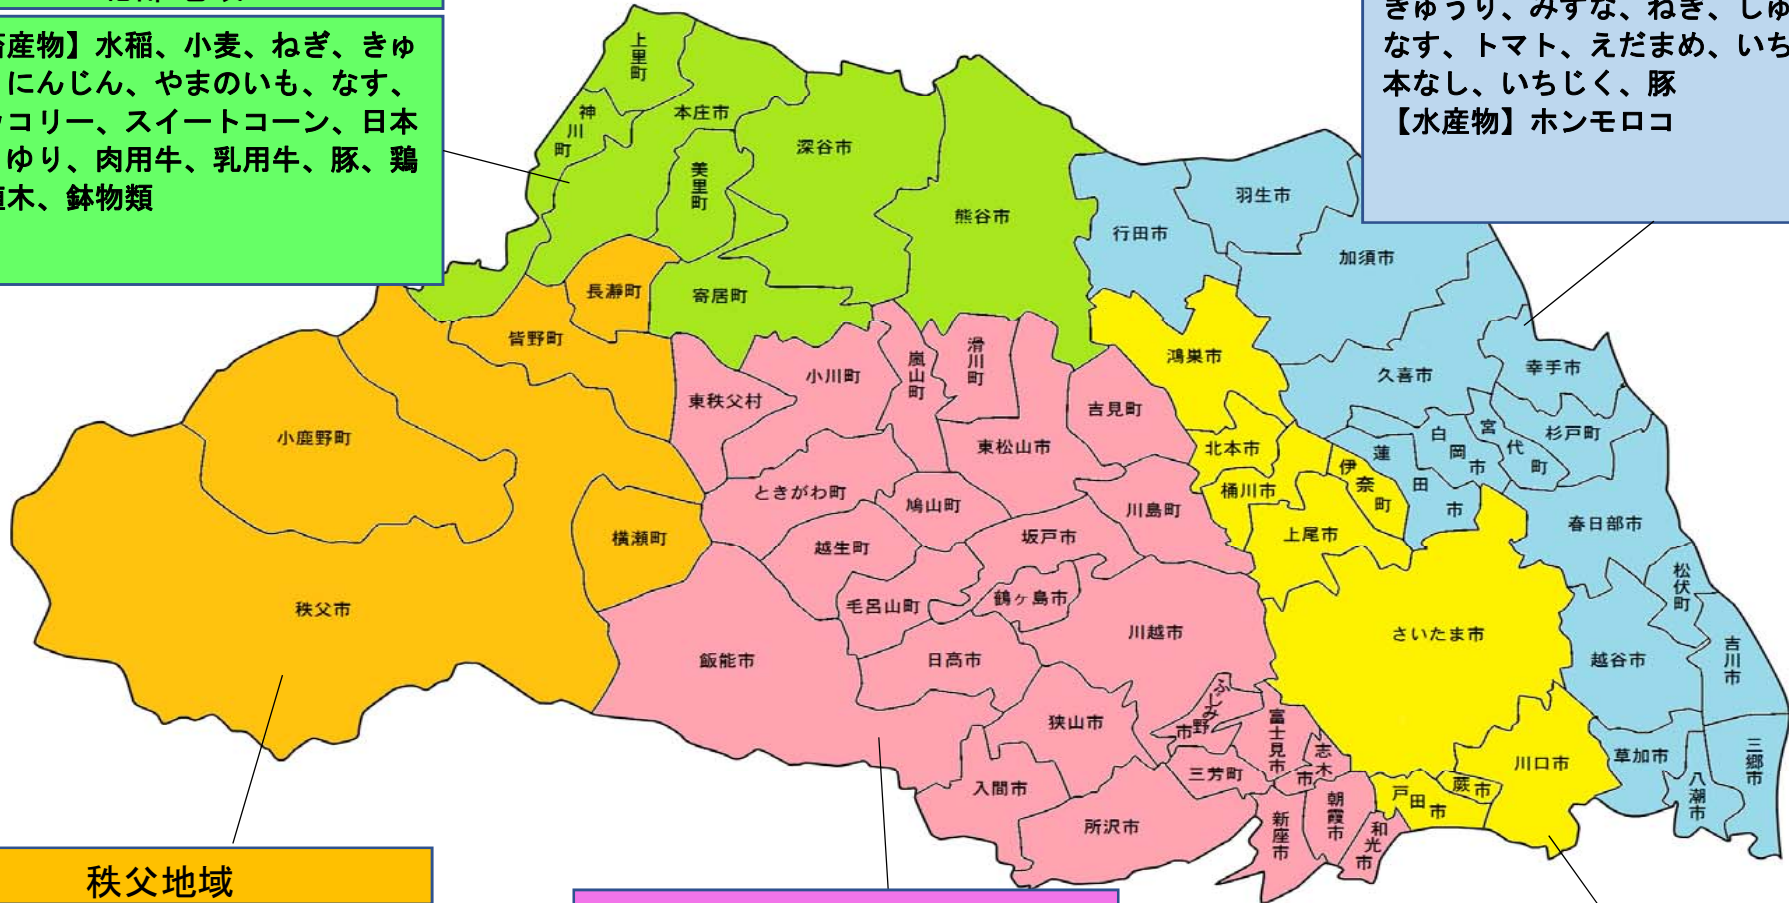 畜産物】水稲、小麦、ねぎ、きゅ
、にんじん、やまのいも、なす、
ッコリー、スイートコーン、日本
、ゆり、肉用牛、乳用牛、豚、鶏
植木、鉢物類
きゅうり、みずな、ねぎ、しゅ
なす、トマト、えだまめ、いち
本なし、いちじく、豚
【水産物】ホンモロコ
上里町
神川町
本庄市
美里町
深谷市
熊谷市
寄居町
長瀞町
皆野町
小鹿野町
秩父市
横瀬町
行田市
羽生市
加須市
久喜市
幸手市
杉戸町
宮代町
白岡市
蓮田市
春日部市
松伏町
越谷市
吉川市
草加市
八潮市
三郷市
鴻巣市
北本市
桶川市
伊奈町
上尾市
さいたま市
川口市
蕨市
戸田市
東秩父村
小川町
嵐山町
滑川町
東松山市
吉見町
ときがわ町
鳩山町
川島町
越生町
坂戸市
毛呂山町
鶴ヶ島市
川越市
飯能市
日高市
狭山市
ふじみ野市
富士見市
志木市
三芳町
入間市
所沢市
新座市
朝霞市
和光市
秩父地域